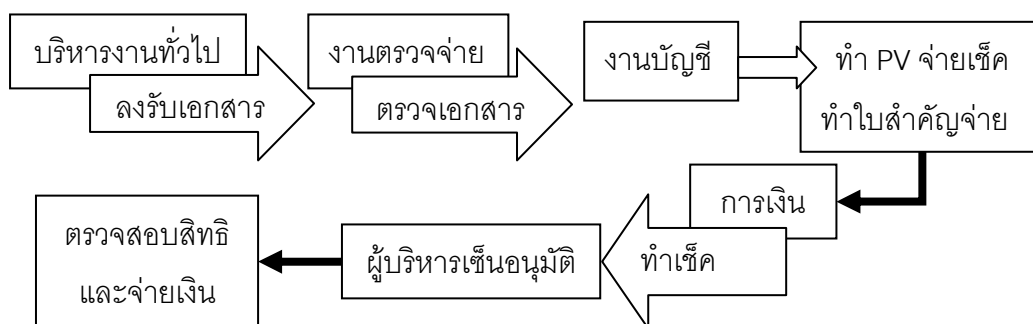 บริหารงานทั่วไป
ลงรับเอกสาร
งานตรวจจ่าย
ตรวจเอกสาร
งานบัญชี
ทำ PV จ่ายเช็ค
ทำใบสำคัญจ่าย
การเงิน
ทำเช็ค
ผู้บริหารเซ็นอนุมัติ
ตรวจสอบสิทธิ
และจ่ายเงิน